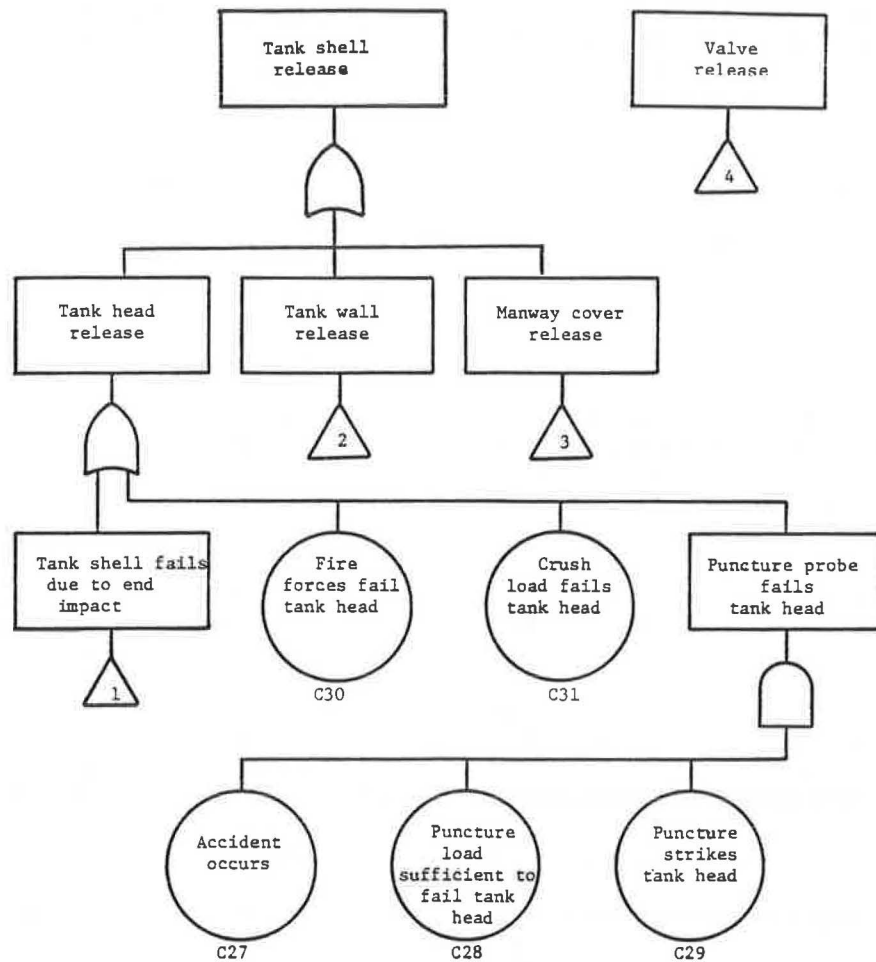 Tank shell
release
Valve
release
4
Tank head
release
Tank wall
release
Manway cover
release
2
3
Tank shell fails
due to end
impact
Fire
forces fail
tank head
Crush
load fails
tank head
Puncture probe
fails
tank head
1
C30
C31
Accident
occurs
Puncture
load
sufficient to
fail tank
head
Puncture
strikes
tank head
C27
C28
C29